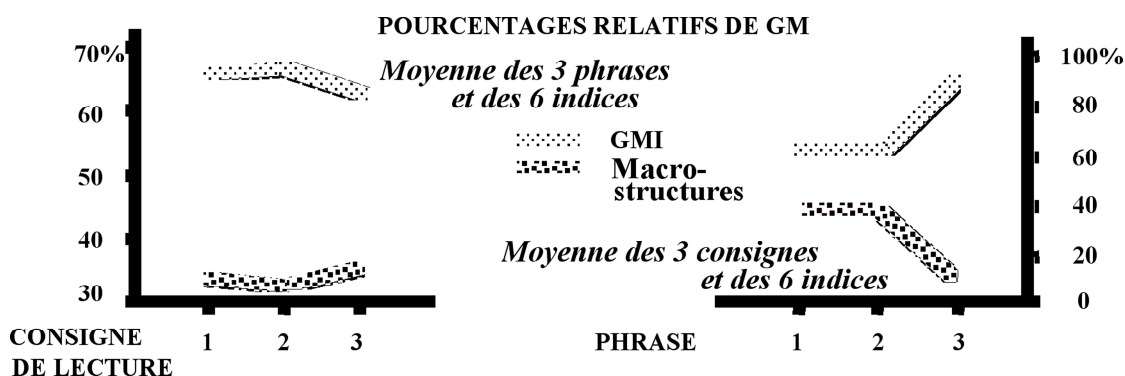 POURCENTAGES RELATIFS DE GM
70%
60
50
40
30
Moyenne des 3 phrases
et des 6 indices
GMI
Macro-
structures
100%
80
60
40
20
0
Moyenne des 3 consignes
et des 6 indices
CONSIGNE
DE LECTURE
1 2 3
PHRASE
1 2 3